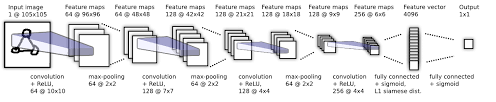 Input image
1 @ 105x105
Feature maps
64 @ 96x96
Feature maps
64 @ 48x48
Feature maps
128 @ 42x42
Feature maps
128 @ 21x21
Feature maps
128 @ 18x18
Feature maps
128 @ 9x9
Feature maps
256 @ 6x6
Feature vector
4096
Output
1x1
convolution
+ ReLU,
64 @ 10x10
max-pooling
64 @ 2x2
convolution
+ ReLU,
128 @ 7x7
max-pooling
64 @ 2x2
convolution
+ ReLU,
128 @ 4x4
max-pooling
64 @ 2x2
convolution
+ ReLU,
256 @ 4x4
fully connected
+ sigmoid,
L1 siamese dist.
fully connected
+ sigmoid